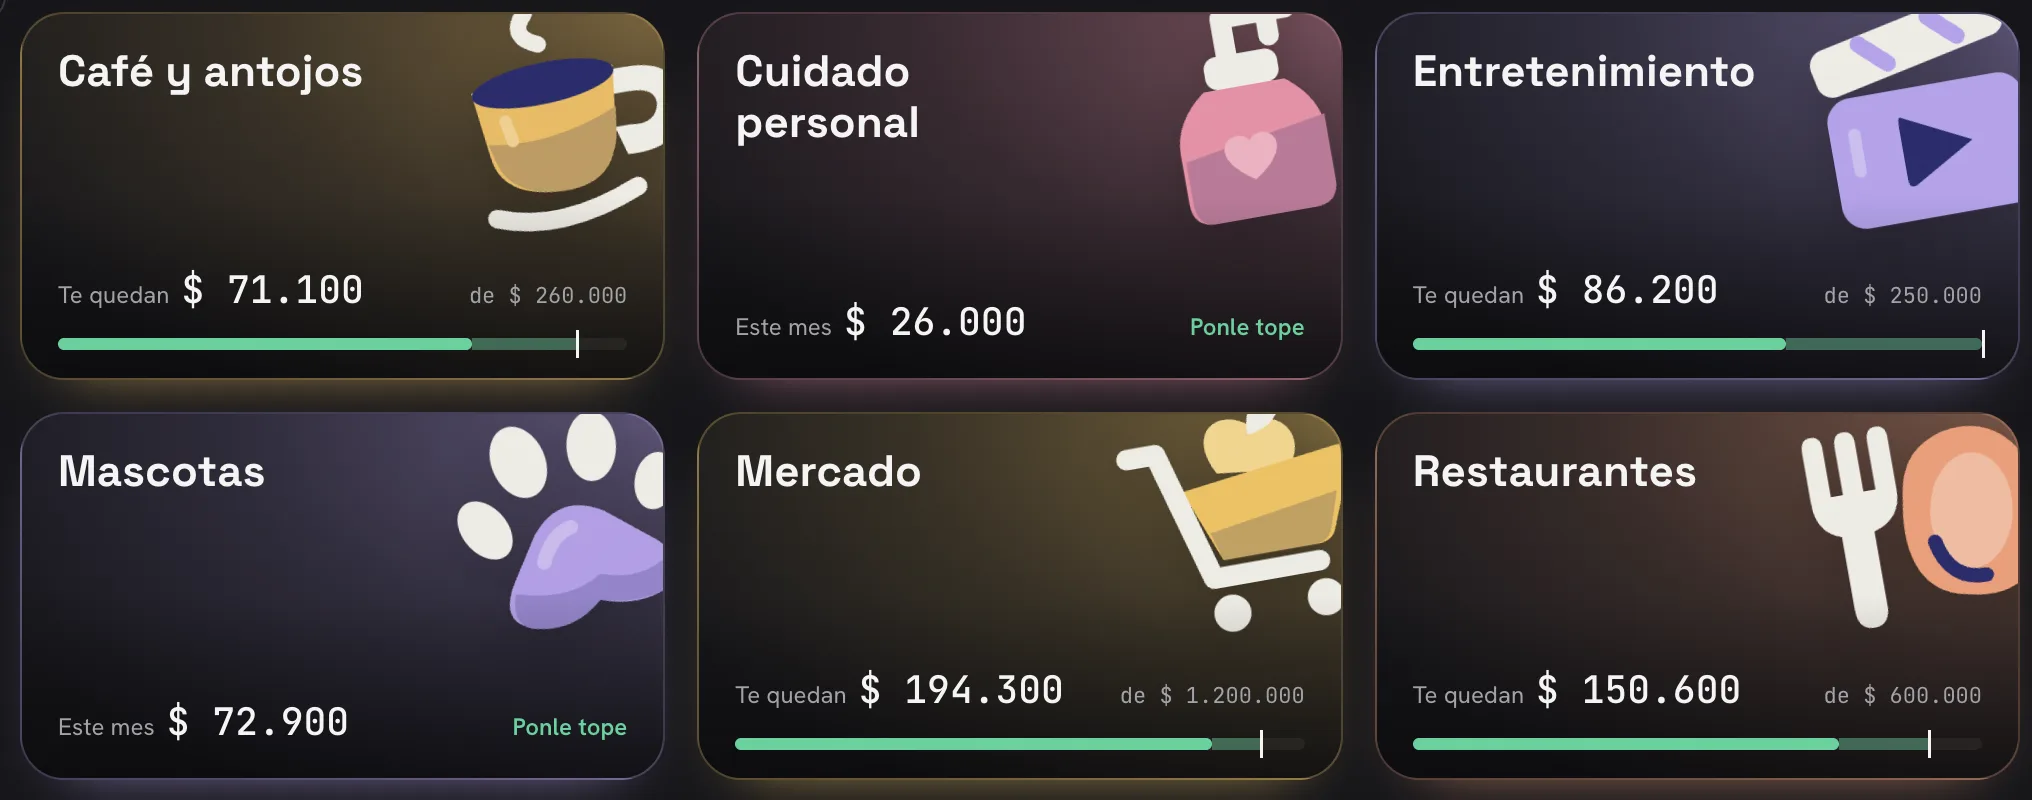 Café y antojos
Te quedan $ 71.100 de $ 260.000
Cuidado
personal
Este mes $ 26.000 Ponle tope
Entretenimiento
Te quedan $ 86.200 de $ 250.000
Mascotas
Este mes $ 72.900 Ponle tope
Mercado
Te quedan $ 194.300 de $ 1.200.000
Restaurantes
Te quedan $ 150.600 de $ 600.000